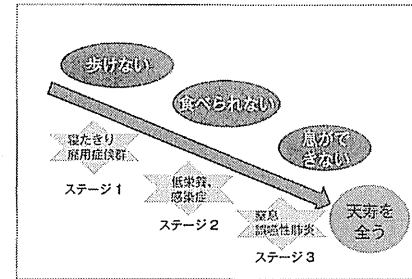 歩けない
食べられない
息がで
きない
寝たきり
廃用症候群
ステージ 1
低栄養、
感染症
ステージ 2
窒息
誤嚥性肺炎
ステージ 3
天寿を
全う